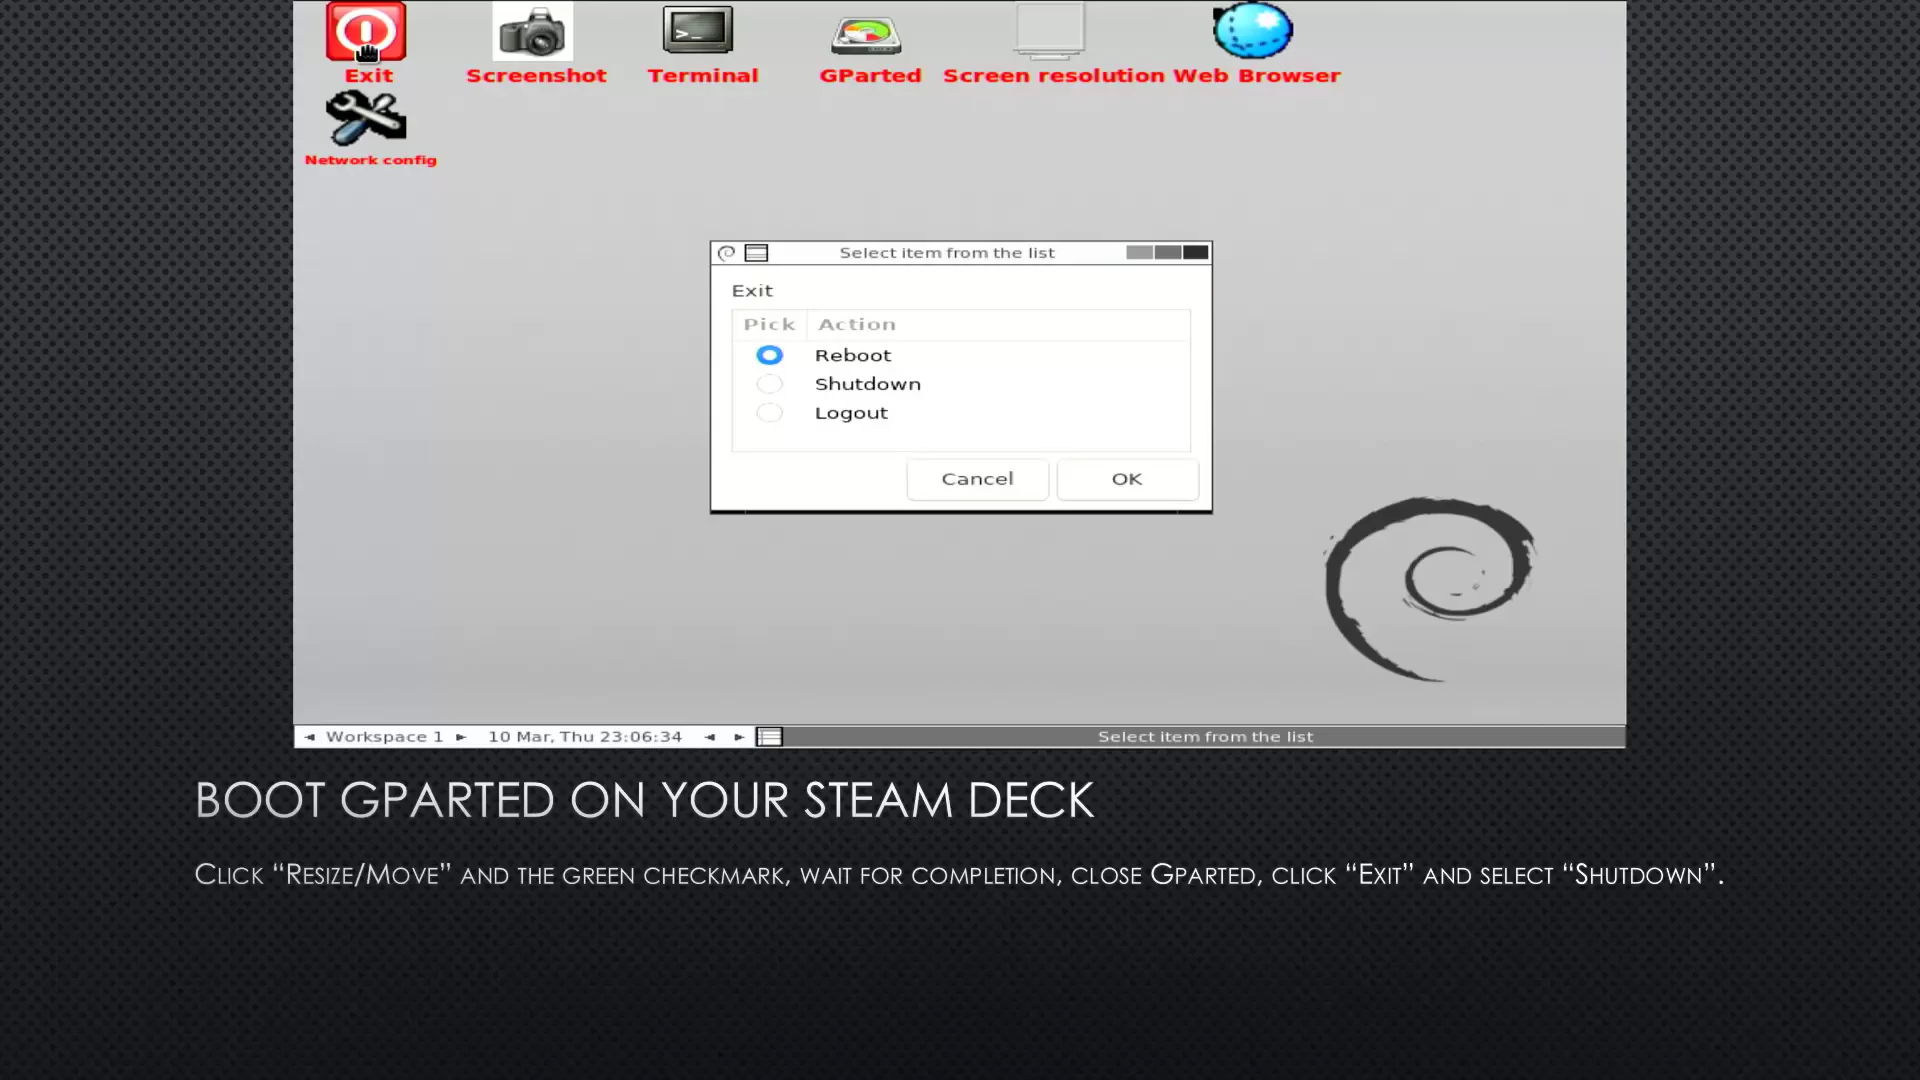 Exit Screenshot Terminal GParted Screen resolution Web Browser
>_
Network config
Select item from the list
Exit
Pick Action
Reboot
Shutdown
Logout
Cancel OK
◄ Workspace 1 ► 10 Mar, Thu 23:06:34 ◄ ► Select item from the list
BOOT GPARTED ON YOUR STEAM DECK
Click “Resize/Move” and the green checkmark, wait for completion, close Gparted, click “Exit” and select “Shutdown”.